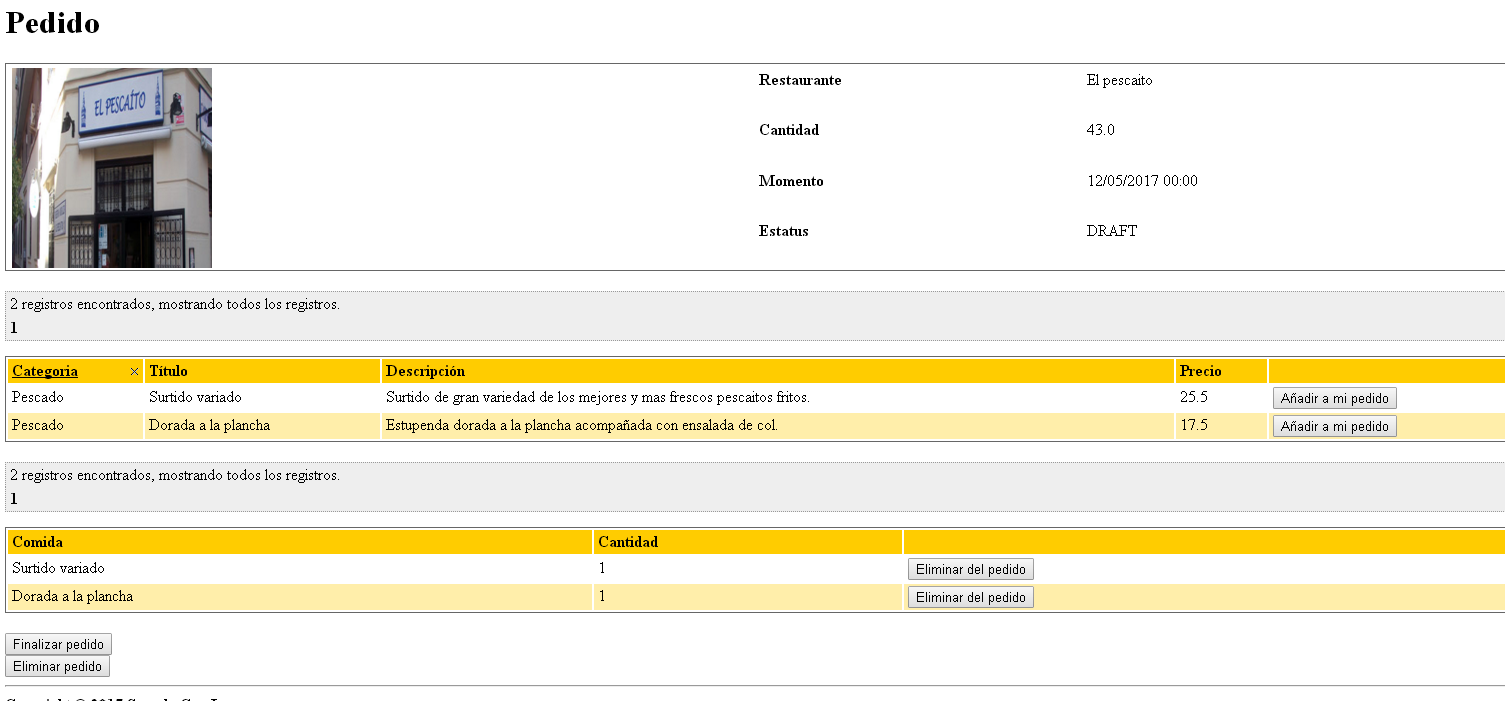 Pedido
EL PESCAÍTO
Restaurante El pescaito
Cantidad 43.0
Momento 12/05/2017 00:00
Estatus DRAFT
2 registros encontrados, mostrando todos los registros.
1
Categoria Título Descripción Precio
Pescado Surtido variado Surtido de gran variedad de los mejores y mas frescos pescaitos fritos. 25.5 Añadir a mi pedido
Pescado Dorada a la plancha Estupenda dorada a la plancha acompañada con ensalada de col. 17.5 Añadir a mi pedido
2 registros encontrados, mostrando todos los registros.
1
Comida Cantidad
Surtido variado 1 Eliminar del pedido
Dorada a la plancha 1 Eliminar del pedido
Finalizar pedido
Eliminar pedido